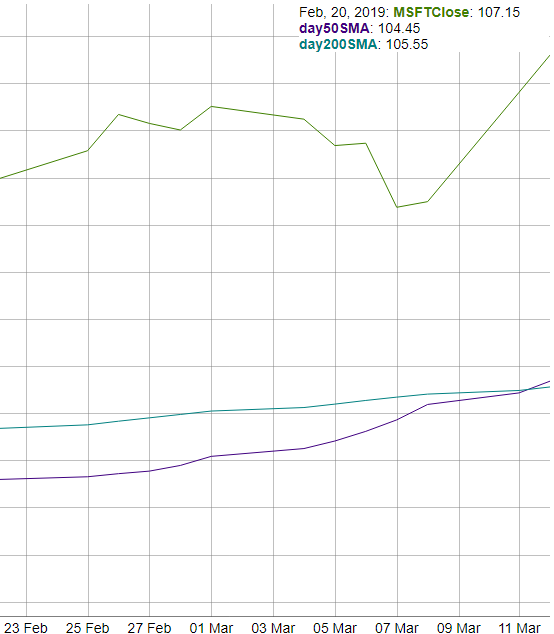 Feb, 20, 2019: MSFTClose: 107.15
day50SMA: 104.45
day200SMA: 105.55
23 Feb 25 Feb 27 Feb 01 Mar 03 Mar 05 Mar 07 Mar 09 Mar 11 Mar